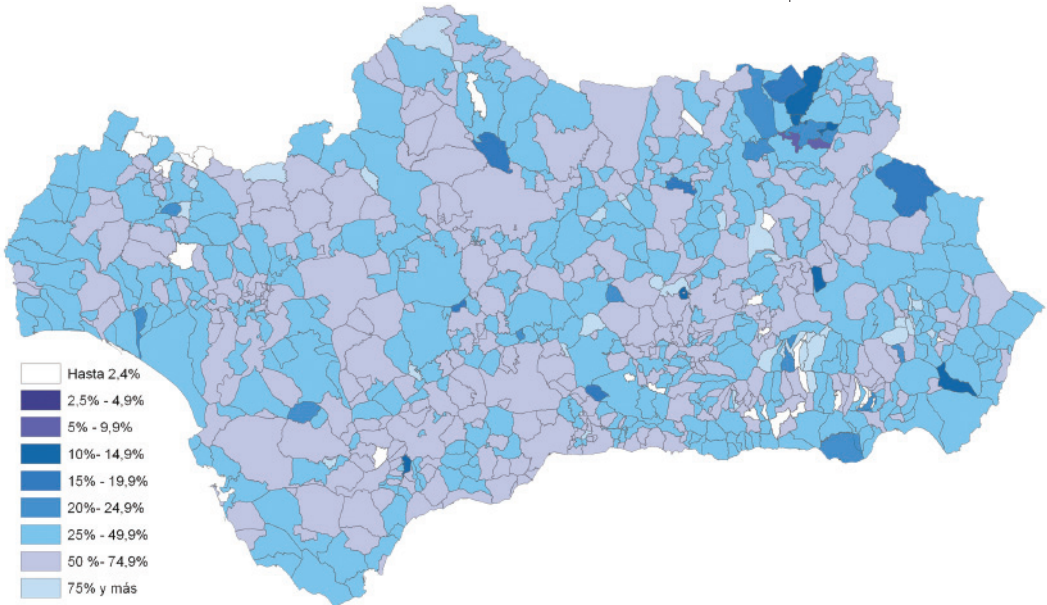 Hasta 2,4%
2,5% - 4,9%
5% - 9,9%
10%- 14,9%
15% - 19,9%
20%- 24,9%
25% - 49,9%
50 %- 74,9%
75% y más